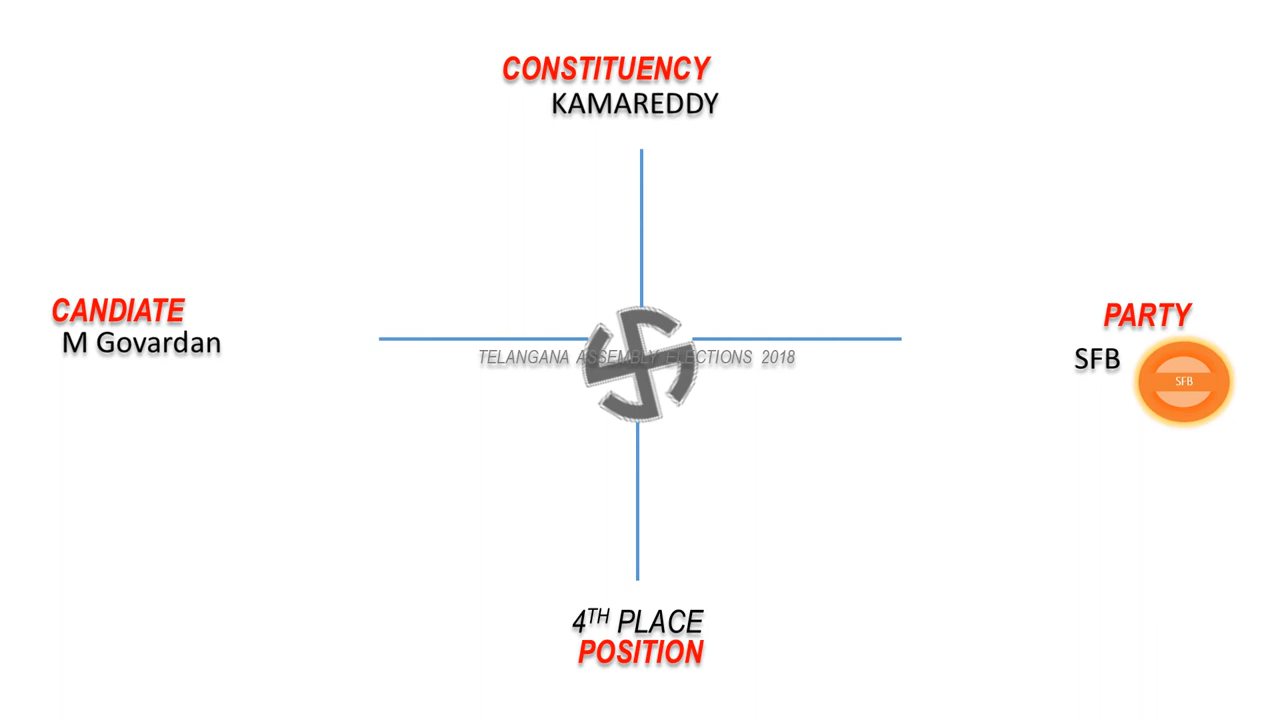 CONSTITUENCY
KAMAREDDY
CANDIATE
M Govardan
TELANGANA ASSEMBLY ELECTIONS 2018
PARTY
SFB
SFB
4TH PLACE
POSITION